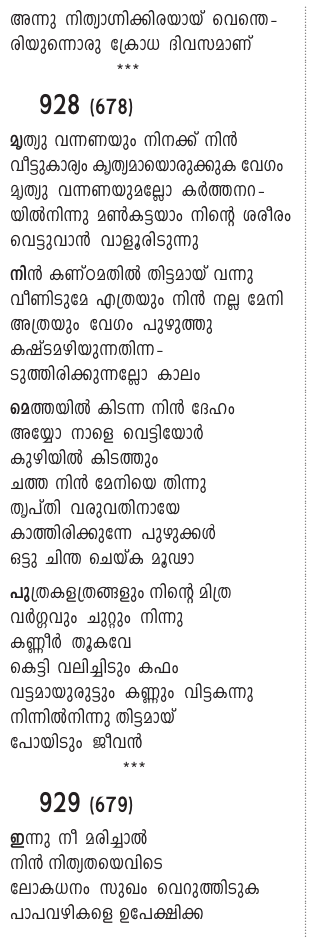 അന്നു നിത്യാഗ്നിക്കിരയായ് വെന്തെ-
രിയുന്നൊരു ക്രോധ ദിവസമാണ്
***
928 (678)
മൃത്യു വന്നണയും നിനക്ക് നിൻ
വീട്ടുകാര്യം കൃത്യമായൊരുക്കുക വേഗം
മൃത്യു വന്നണയുമല്ലോ കർത്തനറ-
യിൽനിന്നു മൺകട്ടയാം നിന്റെ ശരീരം
വെട്ടുവാൻ വാളൂരിടുന്നു
നിൻ കണ്ഠമതിൽ തിട്ടമായ് വന്നു
വീണിടുമേ എത്രയും നിൻ നല്ല മേനി
അത്രയും വേഗം പുഴുത്തു
കഷ്ടമഴിയുന്നതിന്ന-
ടുത്തിരിക്കുന്നല്ലോ കാലം
മെത്തയിൽ കിടന്ന നിൻ ദേഹം
അയ്യോ നാളെ വെട്ടിയോർ
കുഴിയിൽ കിടത്തും
ചത്ത നിൻ മേനിയെ തിന്നു
തൃപ്തി വരുവതിനായേ
കാത്തിരിക്കുന്നേ പുഴുക്കൾ
ഒട്ടു ചിന്ത ചെയ്ക മൂഢാ
പുത്രകളത്രങ്ങളും നിന്റെ മിത്ര
വർഗ്ഗവും ചുറ്റും നിന്നു
കണ്ണീർ തൂകവേ
കെട്ടി വലിച്ചിടും കഫം
വട്ടമായുരുട്ടും കണ്ണും വിട്ടകന്നു
നിന്നിൽനിന്നു തിട്ടമായ്
പോയിടും ജീവൻ
***
929 (679)
ഇന്നു നീ മരിച്ചാൽ
നിൻ നിത്യതയെവിടെ
ലോകധനം സുഖം വെറുത്തിടുക
പാപവഴികളെ ഉപേക്ഷിക്ക